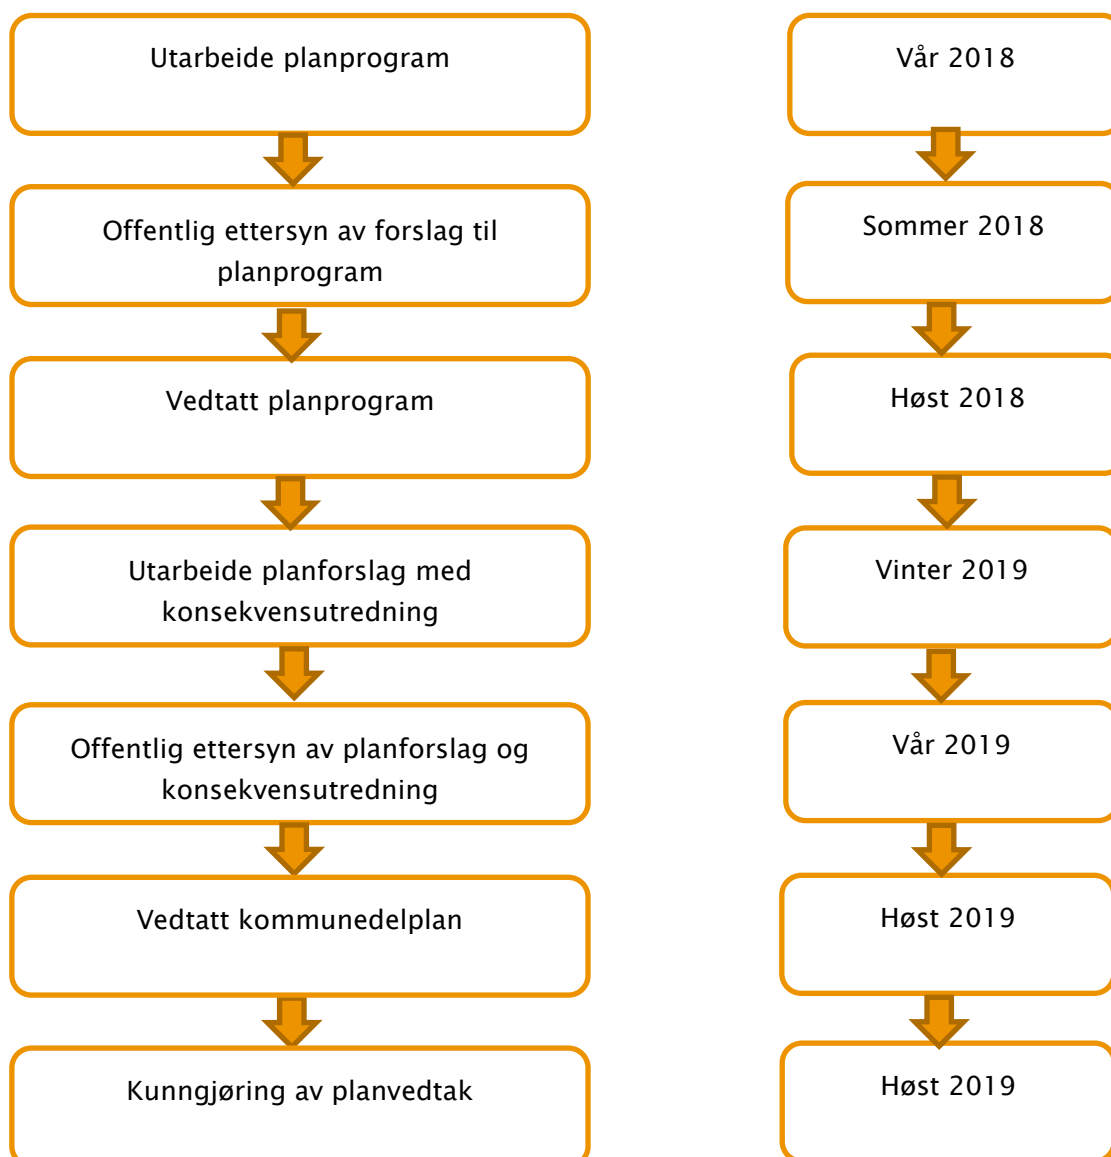 Utarbeide planprogram
Vår 2018
Offentlig ettersyn av forslag til
planprogram
Sommer 2018
Vedtatt planprogram
Høst 2018
Utarbeide planforslag med
konsekvensutredning
Vinter 2019
Offentlig ettersyn av planforslag og
konsekvensutredning
Vår 2019
Vedtatt kommunedelplan
Høst 2019
Kunngjøring av planvedtak
Høst 2019